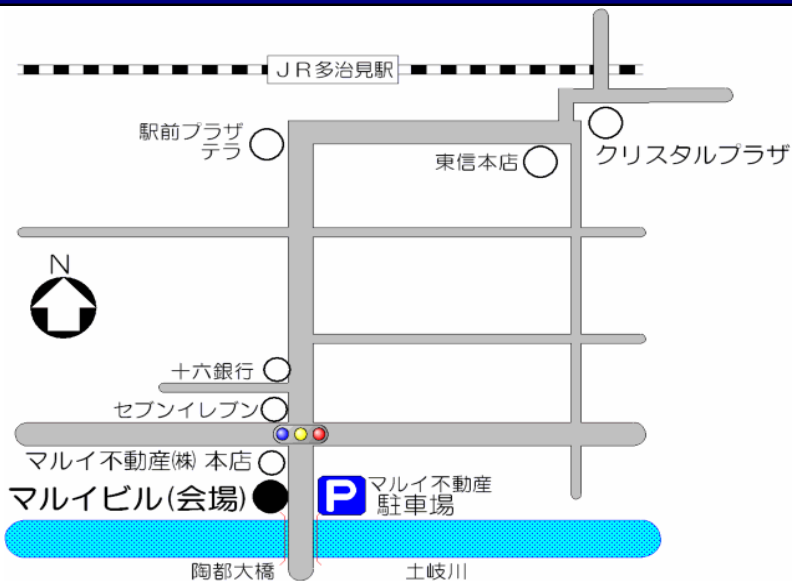 JR多治見駅
駅前プラザ
テラ
東信本店
クリスタルプラザ
N
十六銀行
セブンイレブン
マルイ不動産㈱ 本店
マルイビル(会場)
P
マルイ不動産
駐車場
陶都大橋
土岐川